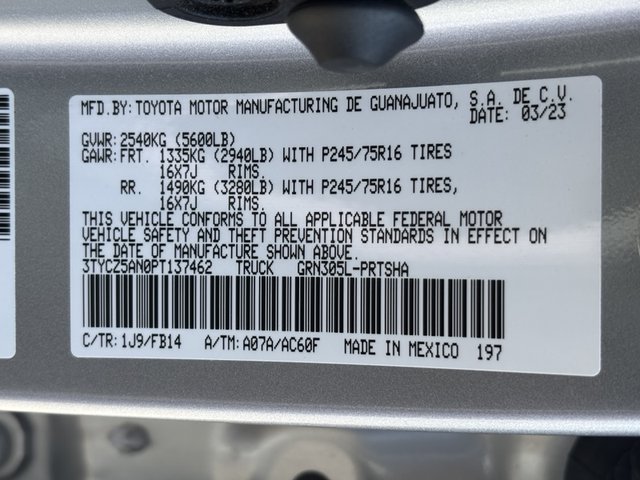 MFD.BY:TOYOTA MOTOR MANUFACTURING DE GUANAJUATO, S.A. DE C.V.
DATE: 03/23
GVWR:2540KG (5600LB)
GAWR:FRT. 1335KG (2940LB) WITH P245/75R16 TIRES
16X7J RIMS.
RR. 1490KG (3280LB) WITH P245/75R16 TIRES,
16X7J RIMS.
THIS VEHICLE CONFORMS TO ALL APPLICABLE FEDERAL MOTOR
VEHICLE SAFETY AND THEFT PREVENTION STANDARDS IN EFFECT ON
THE DATE OF MANUFACTURE SHOWN ABOVE.
3TYCZ5AN0PT137462 TRUCK GRN305L-PRTSHA
C/TR:1J9/FB14 A/TM:A07A/AC60F MADE IN MEXICO 197